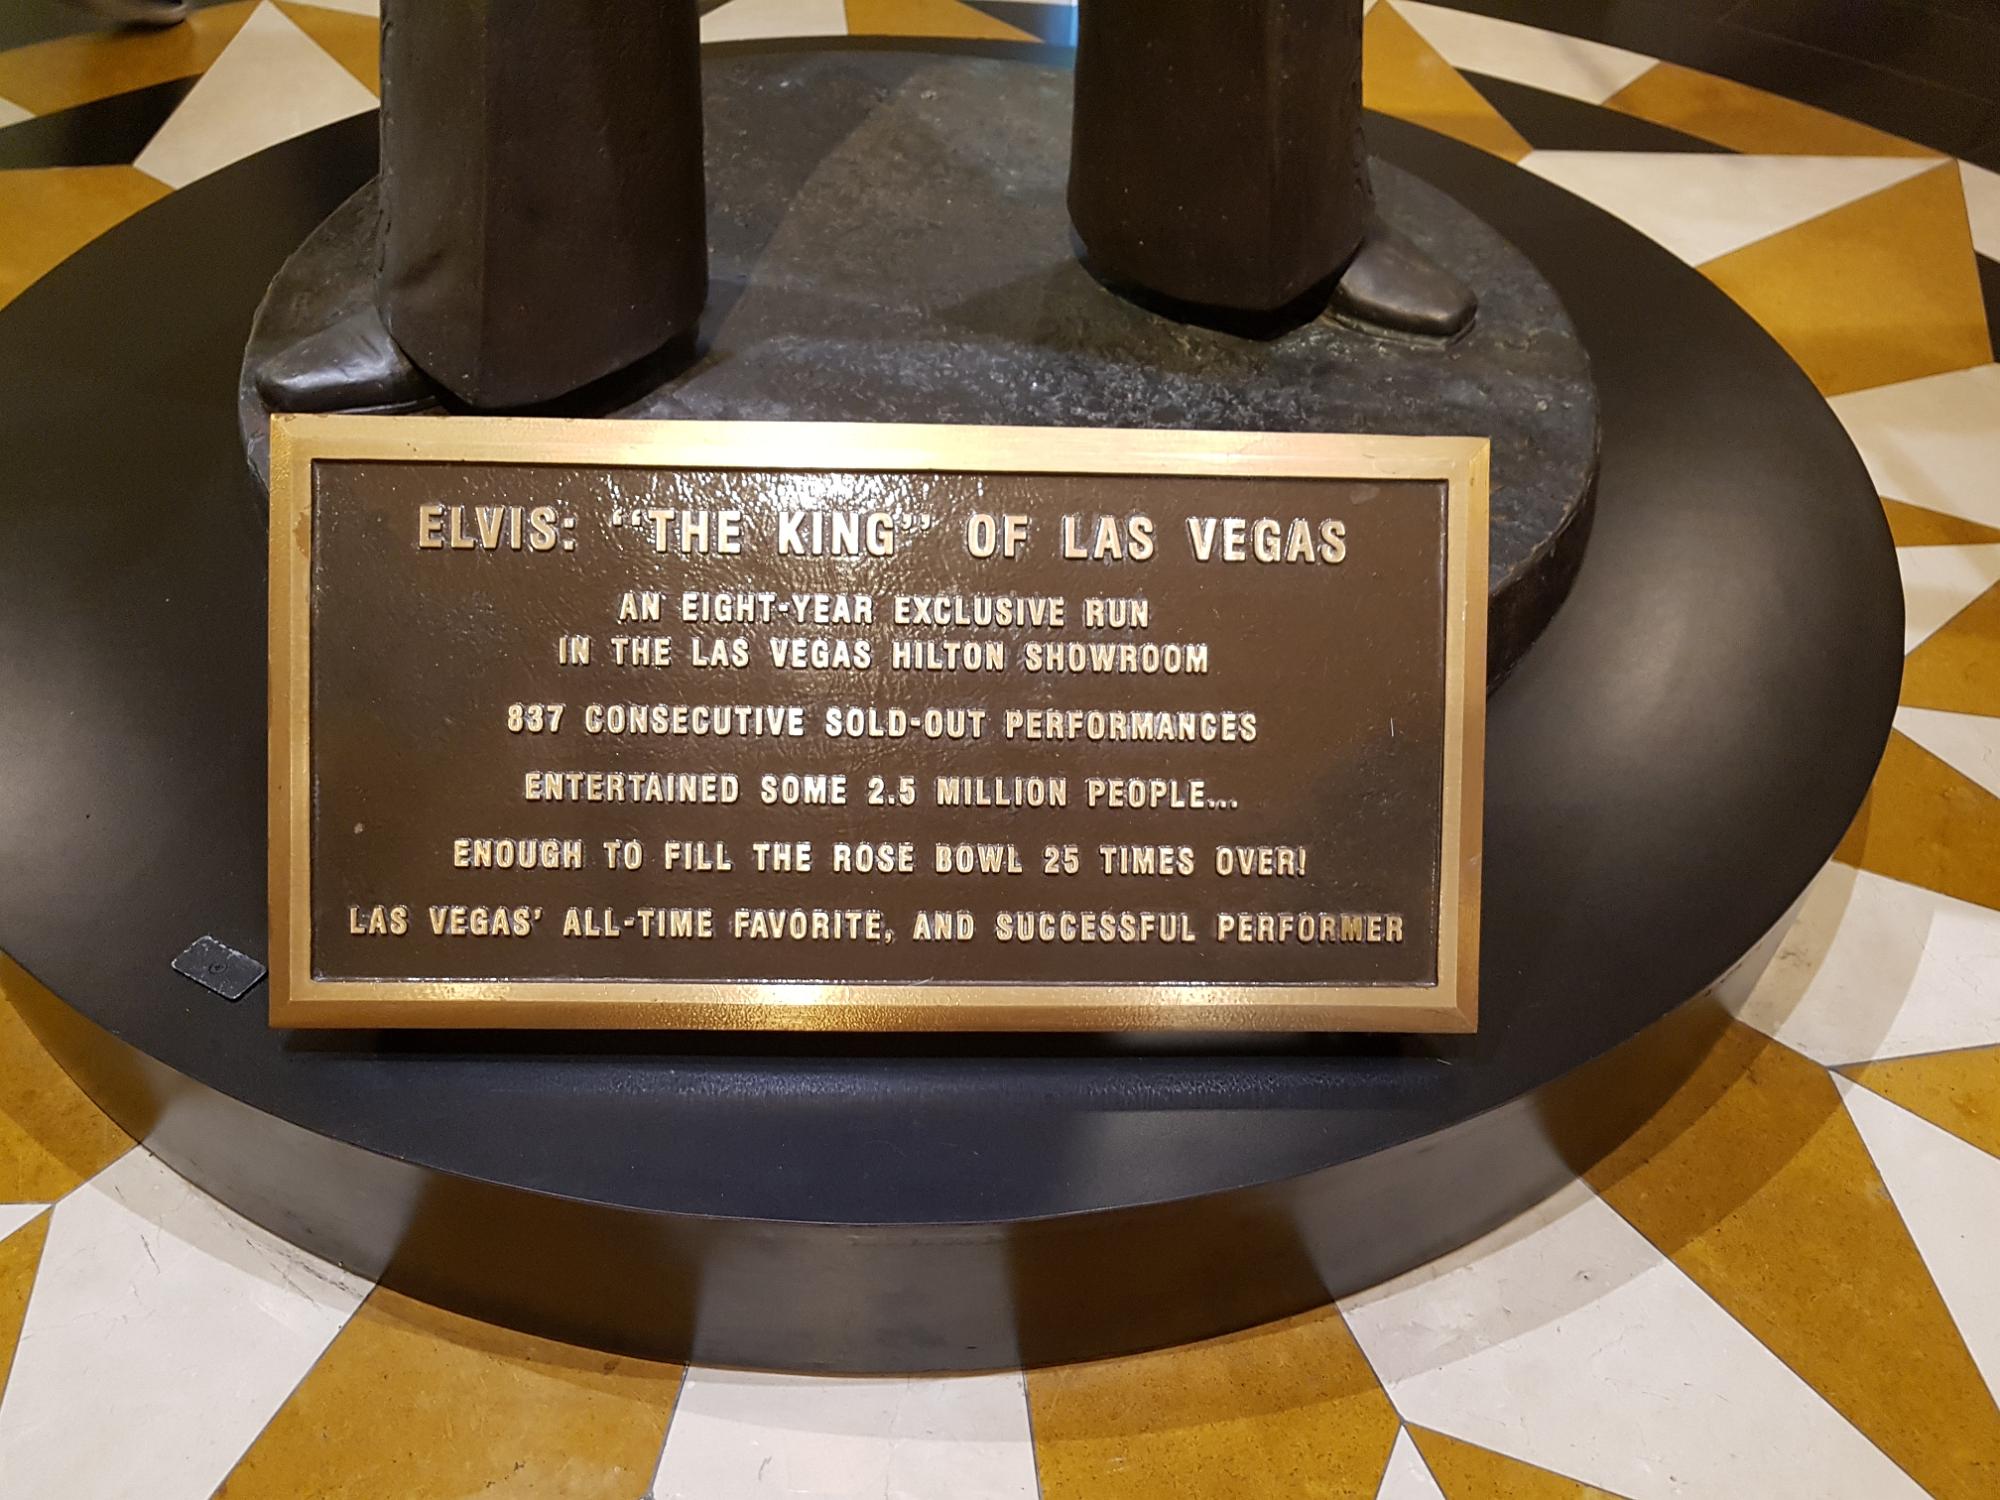 ELVIS: “THE KING” OF LAS VEGAS
AN EIGHT-YEAR EXCLUSIVE RUN
IN THE LAS VEGAS HILTON SHOWROOM
837 CONSECUTIVE SOLD-OUT PERFORMANCES
ENTERTAINED SOME 2.5 MILLION PEOPLE...
ENOUGH TO FILL THE ROSE BOWL 25 TIMES OVER!
LAS VEGAS’ ALL-TIME FAVORITE, AND SUCCESSFUL PERFORMER